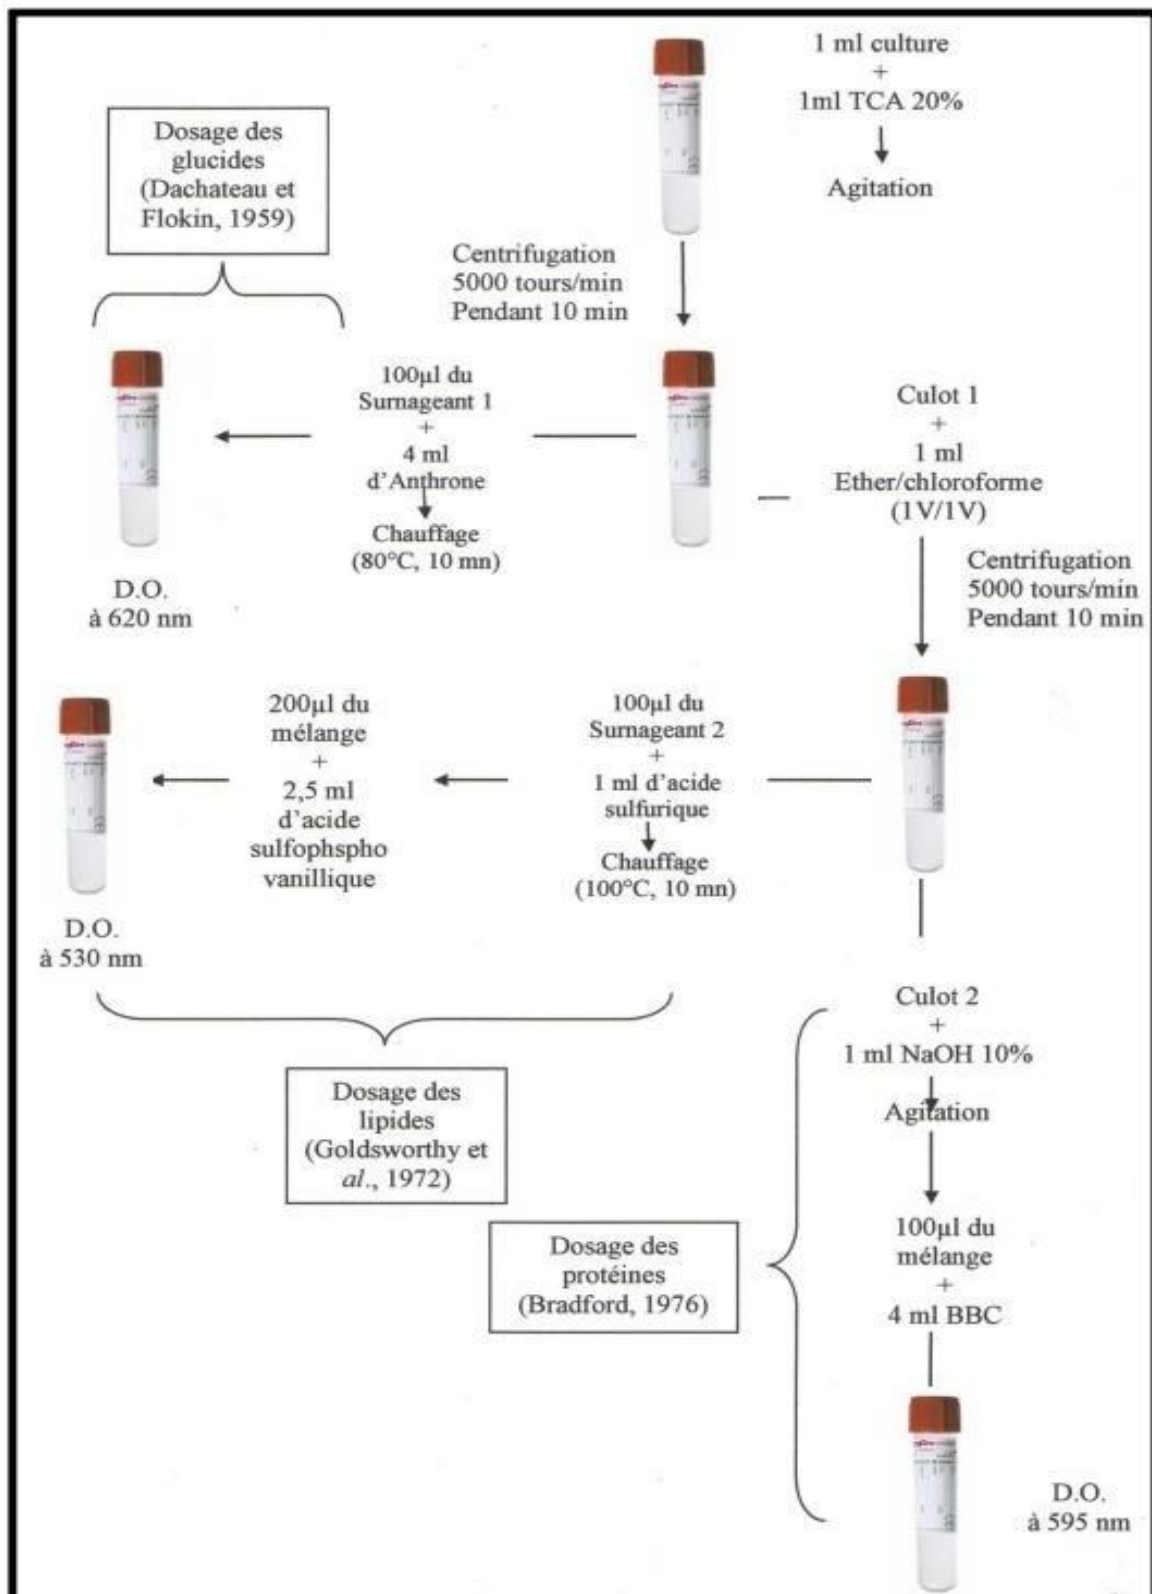 1 ml culture
+
1ml TCA 20%
Agitation
Dosage des
glucides
(Dachateau et
Flokin, 1959)
Centrifugation
5000 tours/min
Pendant 10 min
100µl du
Surnageant 1
+
4 ml
d'Anthrone
Chauffage
(80°C, 10 mn)
D.O.
à 620 nm
Culot 1
+
1 ml
Ether/chloroforme
(1V/1V)
Centrifugation
5000 tours/min
Pendant 10 min
100µl du
Surnageant 2
+
1 ml d'acide
sulfurique
Chauffage
(100°C, 10 mn)
200µl du
mélange
+
2,5 ml
d'acide
sulfophspho
vanillique
D.O.
à 530 nm
Dosage des
lipides
(Goldsworthy et
al., 1972)
Culot 2
+
1 ml NaOH 10%
Agitation
100µl du
mélange
+
4 ml BBC
Dosage des
protéines
(Bradford, 1976)
D.O.
à 595 nm